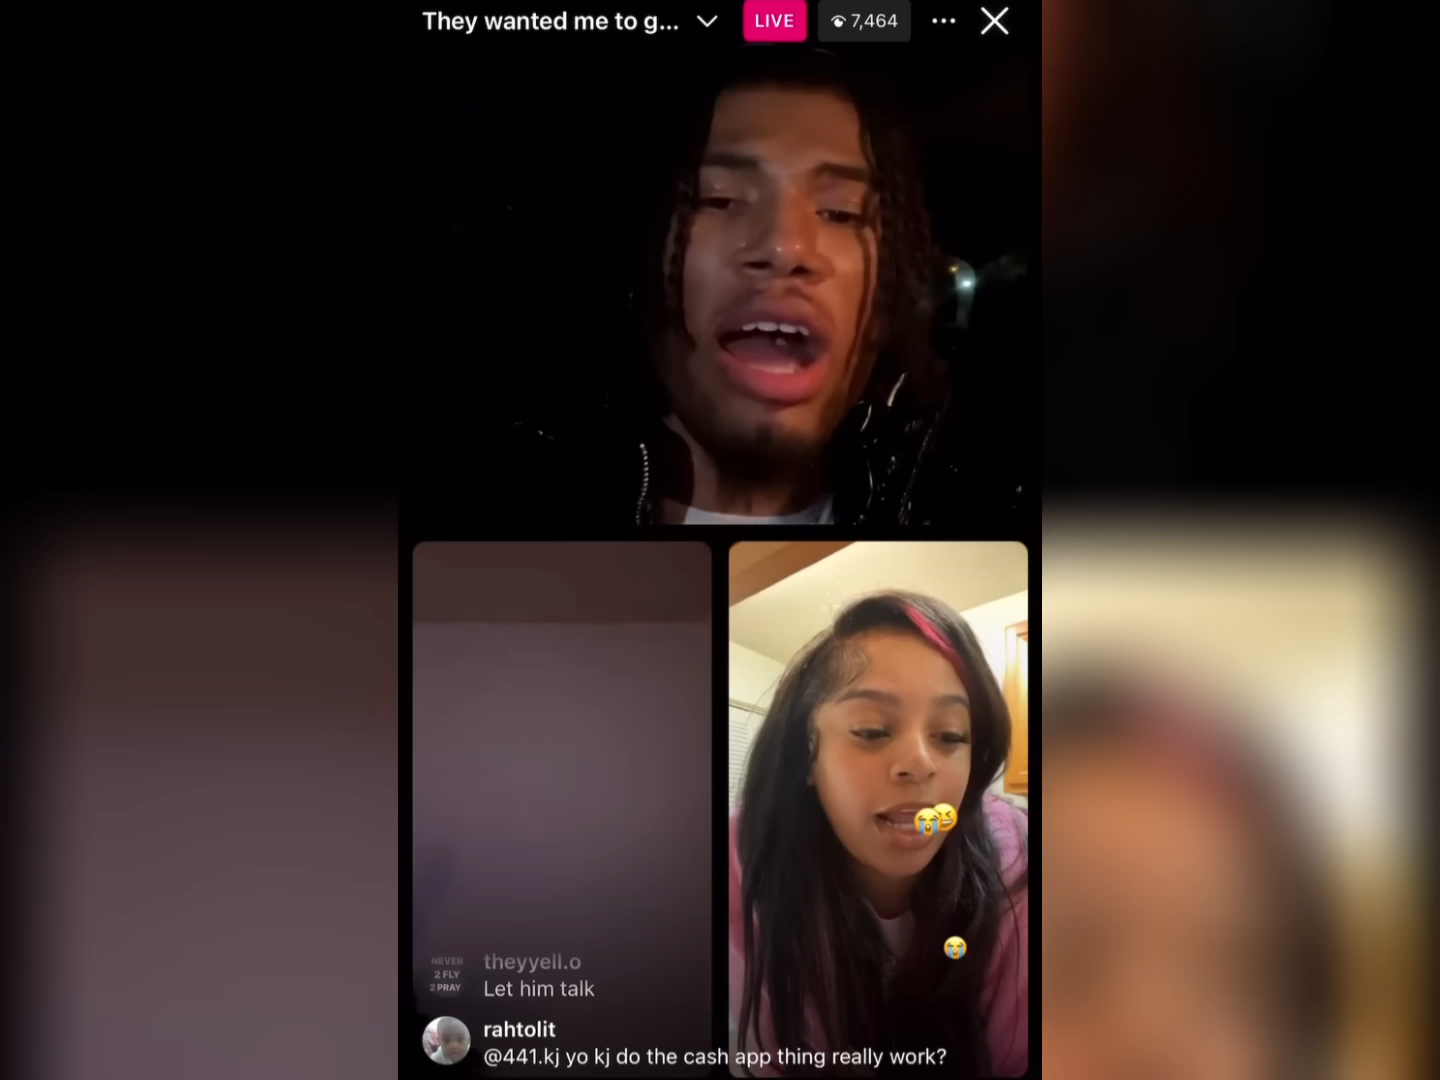 They wanted me to g...
LIVE
7,464
NEVER
2 FLY
2 PRAY
theyyell.o
Let him talk
rahtolit
@441.kj yo kj do the cash app thing really work?